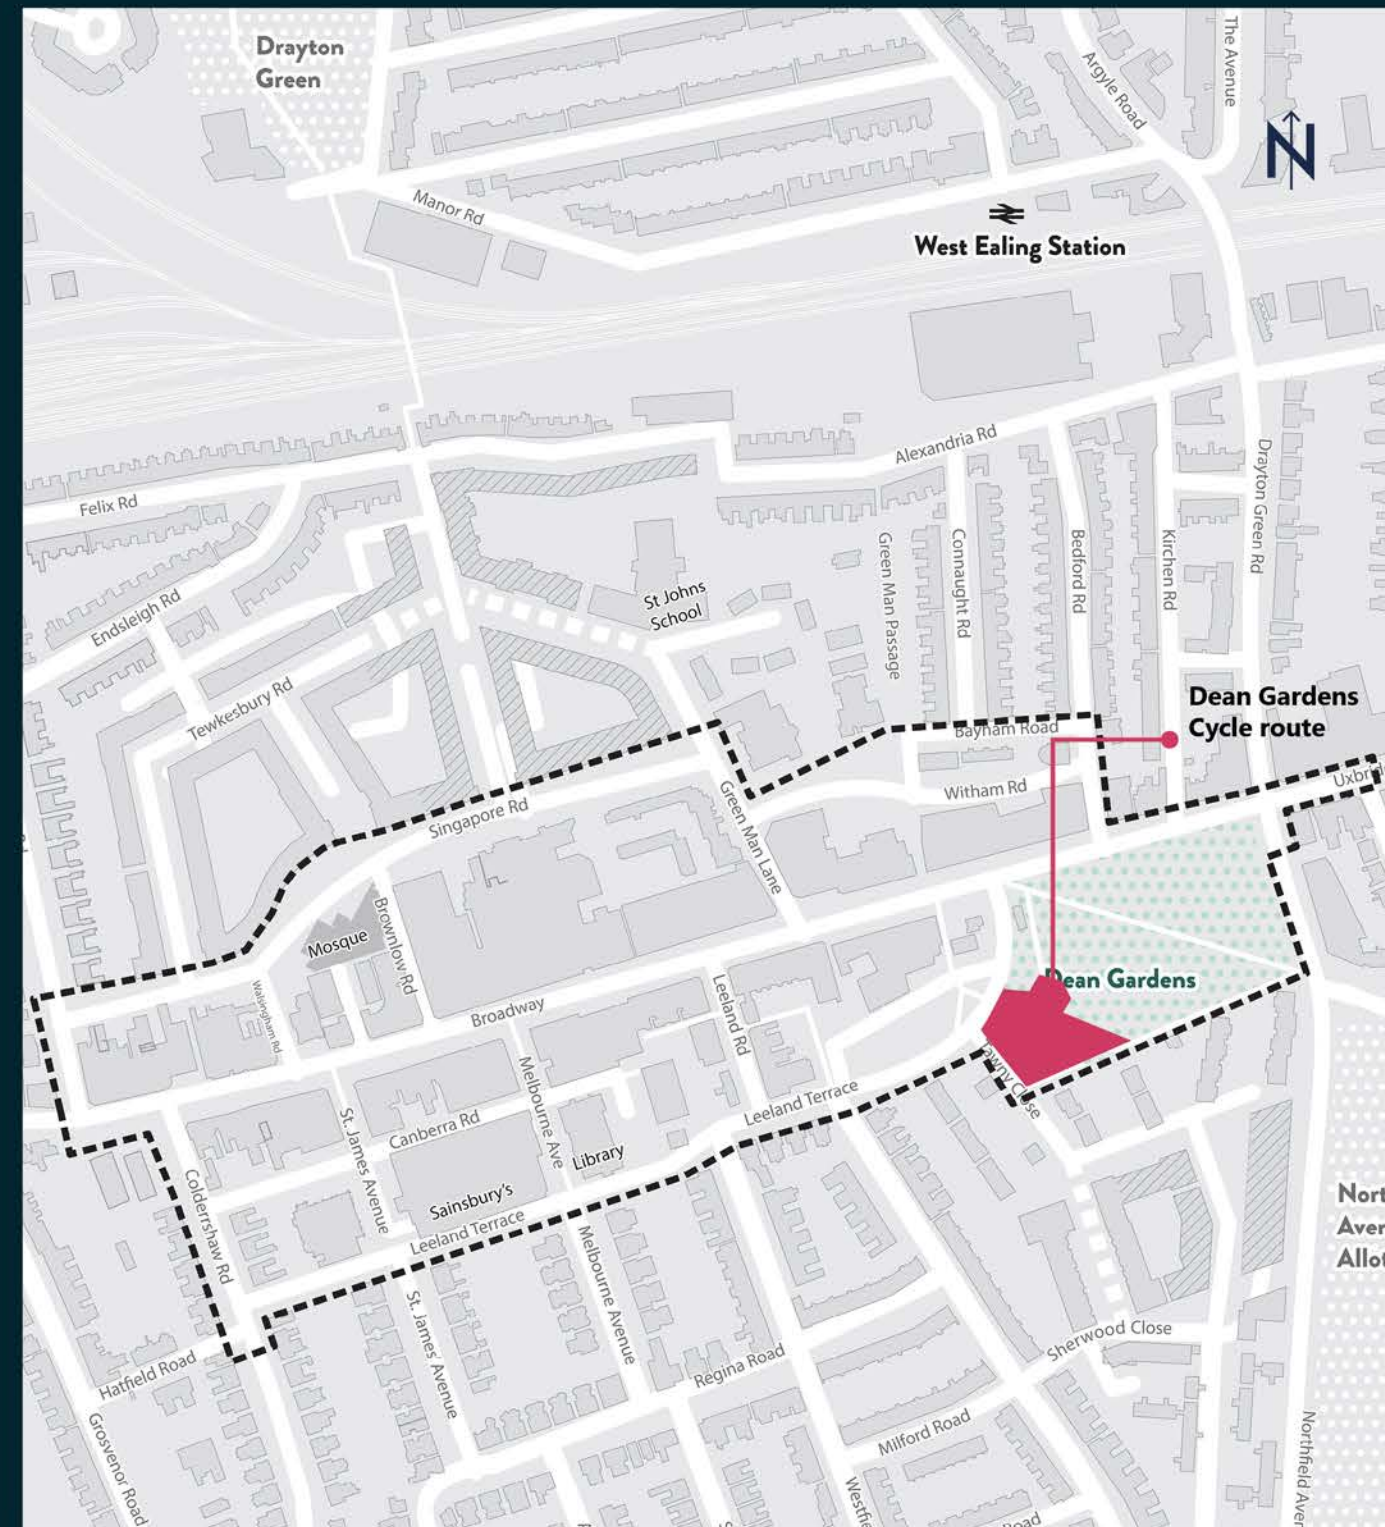 Drayton
Green
The Avenue
Argyle Road
N
Manor Rd
West Ealing Station
Alexandria Rd
Felix Rd
Drayton Green Rd
Green Man Passage
Connaught Rd
Bedford Rd
Kirchen Rd
Endsleigh Rd
St Johns
School
Tewkesbury Rd
Dean Gardens
Cycle route
Bayham Road
Witham Rd
Singapore Rd
Green Man Lane
Mosque
Brownlow Rd
Walsingham Rd
Broadway
Leeland Rd
Dean Gardens
Tawny Close
Melbourne Ave
Leeland Terrace
Canberra Rd
St. James Avenue
Library
Colderrshaw Rd
Sainsbury's
Leeland Terrace
Melbourne Avenue
St. James' Avenue
Sherwood Close
Regina Road
Hatfield Road
Milford Road
Grosvenor Road